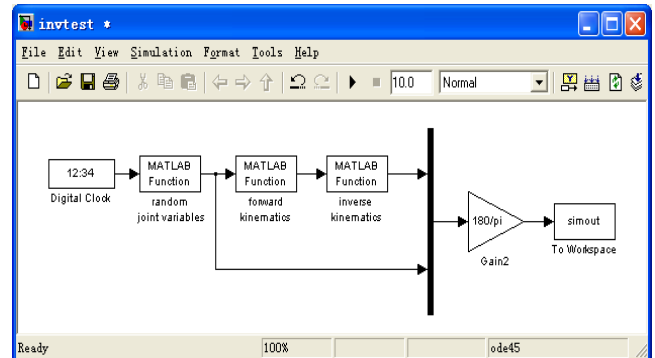 invtest *
File Edit View Simulation Format Tools Help
10.0 Normal
12:34
Digital Clock
MATLAB
Function
random
joint variables
MATLAB
Function
forward
kinematics
MATLAB
Function
inverse
kinematics
180/pi
Gain2
simout
To Workspace
Ready 100% ode45